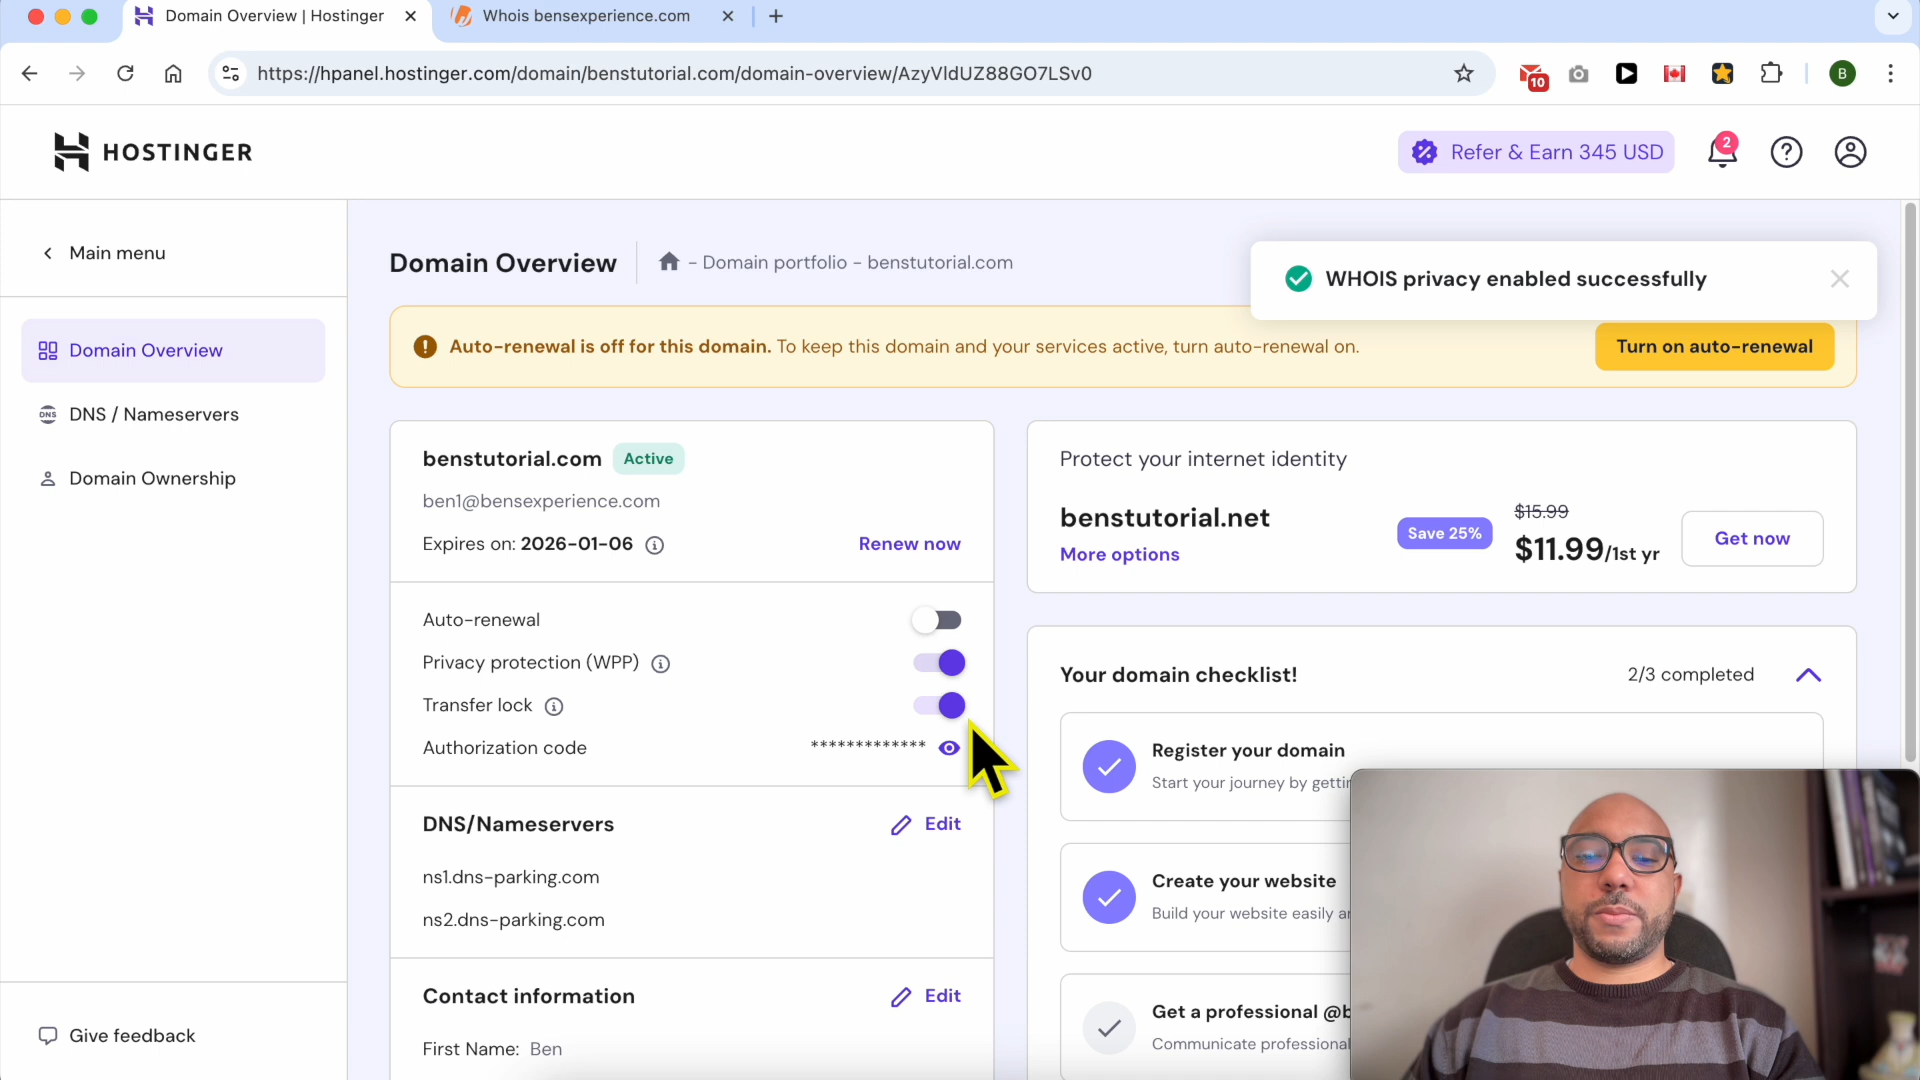 Domain Overview | Hostinger
Whois bensexperience.com
https://hpanel.hostinger.com/domain/benstutorial.com/domain-overview/AzyVldUZ88GO7LSv0
10
B
HOSTINGER
Refer & Earn 345 USD
2
Main menu
Domain Overview
DNS / Nameservers
Domain Ownership
Give feedback
Domain Overview
- Domain portfolio - benstutorial.com
WHOIS privacy enabled successfully
Auto-renewal is off for this domain. To keep this domain and your services active, turn auto-renewal on.
Turn on auto-renewal
benstutorial.com Active
ben1@bensexperience.com
Expires on: 2026-01-06
Renew now
Auto-renewal
Privacy protection (WPP)
Transfer lock
Authorization code *************
DNS/Nameservers
Edit
ns1.dns-parking.com
ns2.dns-parking.com
Contact information
Edit
First Name: Ben
Protect your internet identity
benstutorial.net
More options
Save 25%
$15.99
$11.99/1st yr
Get now
Your domain checklist!
2/3 completed
Register your domain
Start your journey by getti
Create your website
Build your website easily a
Get a professional @b
Communicate professional